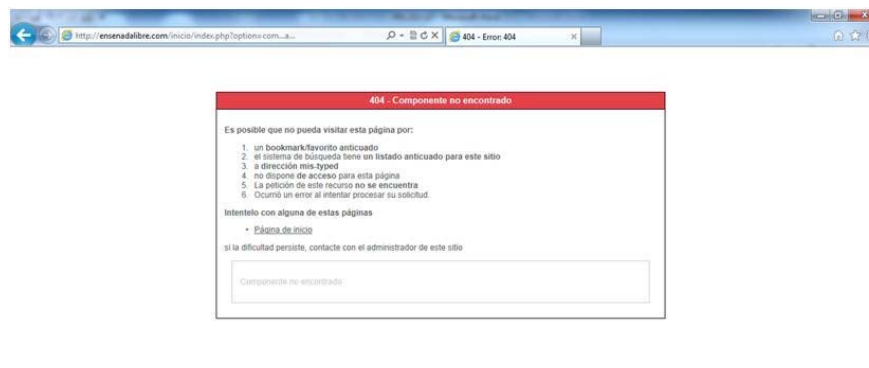 http://ensenadalibre.com/inicio/index.php?option=com_a...
404 - Error: 404
404 - Componente no encontrado
Es posible que no pueda visitar esta página por:
1. un bookmark/favorito anticuado
2. el sistema de búsqueda tiene un listado anticuado para este sitio
3. a dirección mis-typed
4. no dispone de acceso para esta página
5. La petición de este recurso no se encuentra
6. Ocurrió un error al intentar procesar su solicitud.
Intentelo con alguna de estas páginas
• Página de inicio
si la dificultad persiste, contacte con el administrador de este sitio
Componente no encontrado